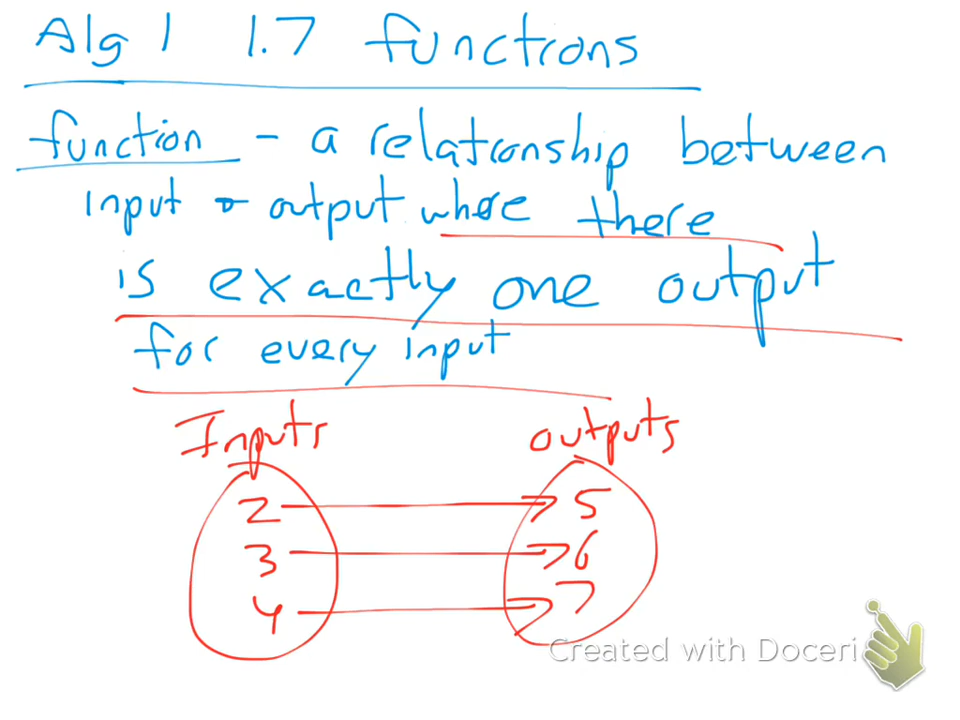 Alg 1 1.7 functions
function - a relationship between
input & output where there
is exactly one output
for every input
Inputs outputs
2 5
3 6
4 7
Created with Doceri